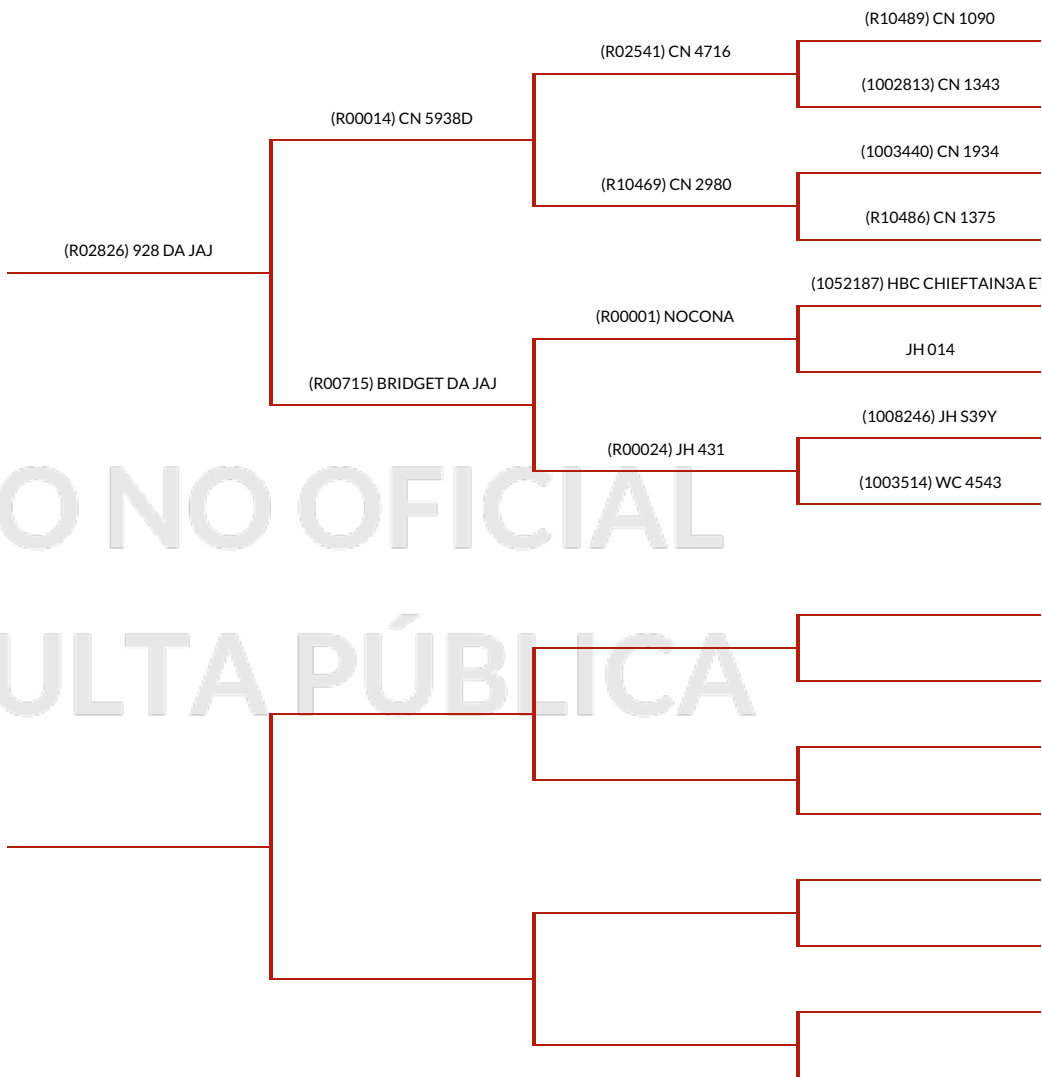 (R10489) CN 1090
(R02541) CN 4716
(1002813) CN 1343
(R00014) CN 5938D
(1003440) CN 1934
(R10469) CN 2980
(R10486) CN 1375
(R02826) 928 DA JAJ
(1052187) HBC CHIEFTAIN3A ET
(R00001) NOCONA
JH 014
(R00715) BRIDGET DA JAJ
(1008246) JH S39Y
(R00024) JH 431
(1003514) WC 4543
O NO OFICIAL
ULTA PÚBLICA